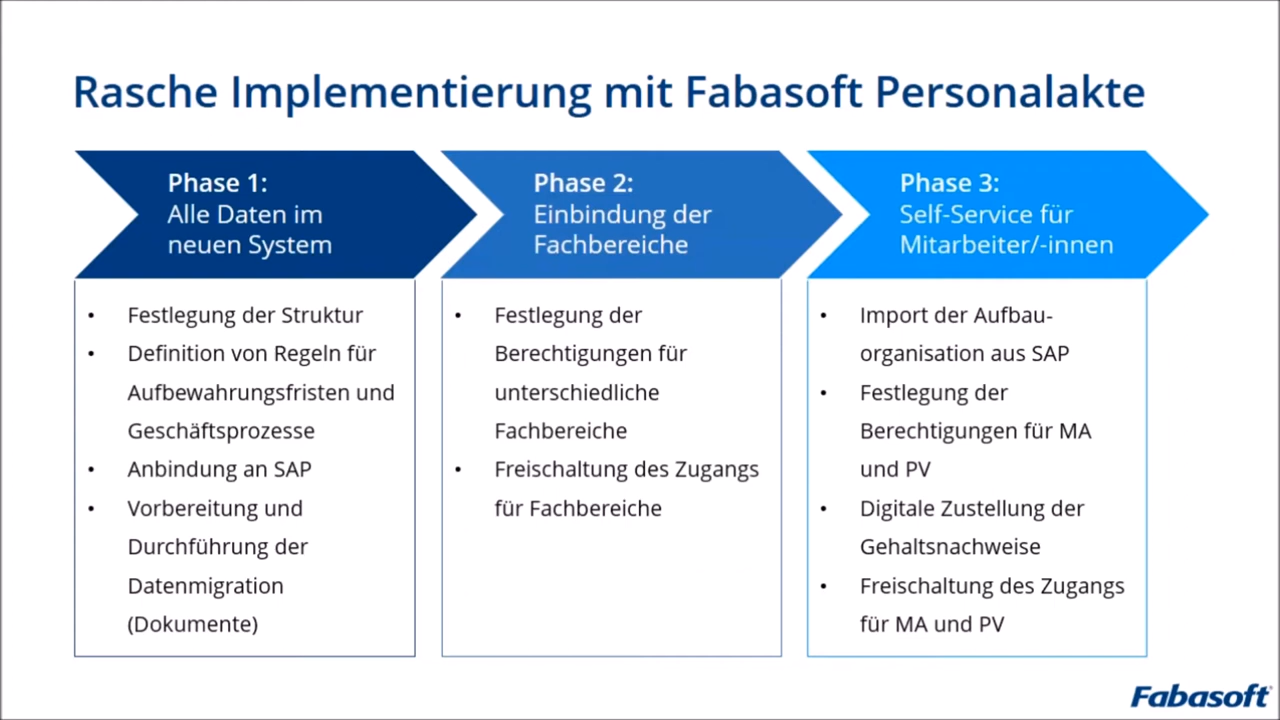 Rasche Implementierung mit Fabasoft Personalakte
Phase 1:
Alle Daten im
neuen System
• Festlegung der Struktur
• Definition von Regeln für
Aufbewahrungsfristen und
Geschäftsprozesse
• Anbindung an SAP
• Vorbereitung und
Durchführung der
Datenmigration
(Dokumente)
Phase 2:
Einbindung der
Fachbereiche
• Festlegung der
Berechtigungen für
unterschiedliche
Fachbereiche
• Freischaltung des Zugangs
für Fachbereiche
Phase 3:
Self-Service für
Mitarbeiter/-innen
• Import der Aufbau-
organisation aus SAP
• Festlegung der
Berechtigungen für MA
und PV
• Digitale Zustellung der
Gehaltsnachweise
• Freischaltung des Zugangs
für MA und PV
Fabasoft